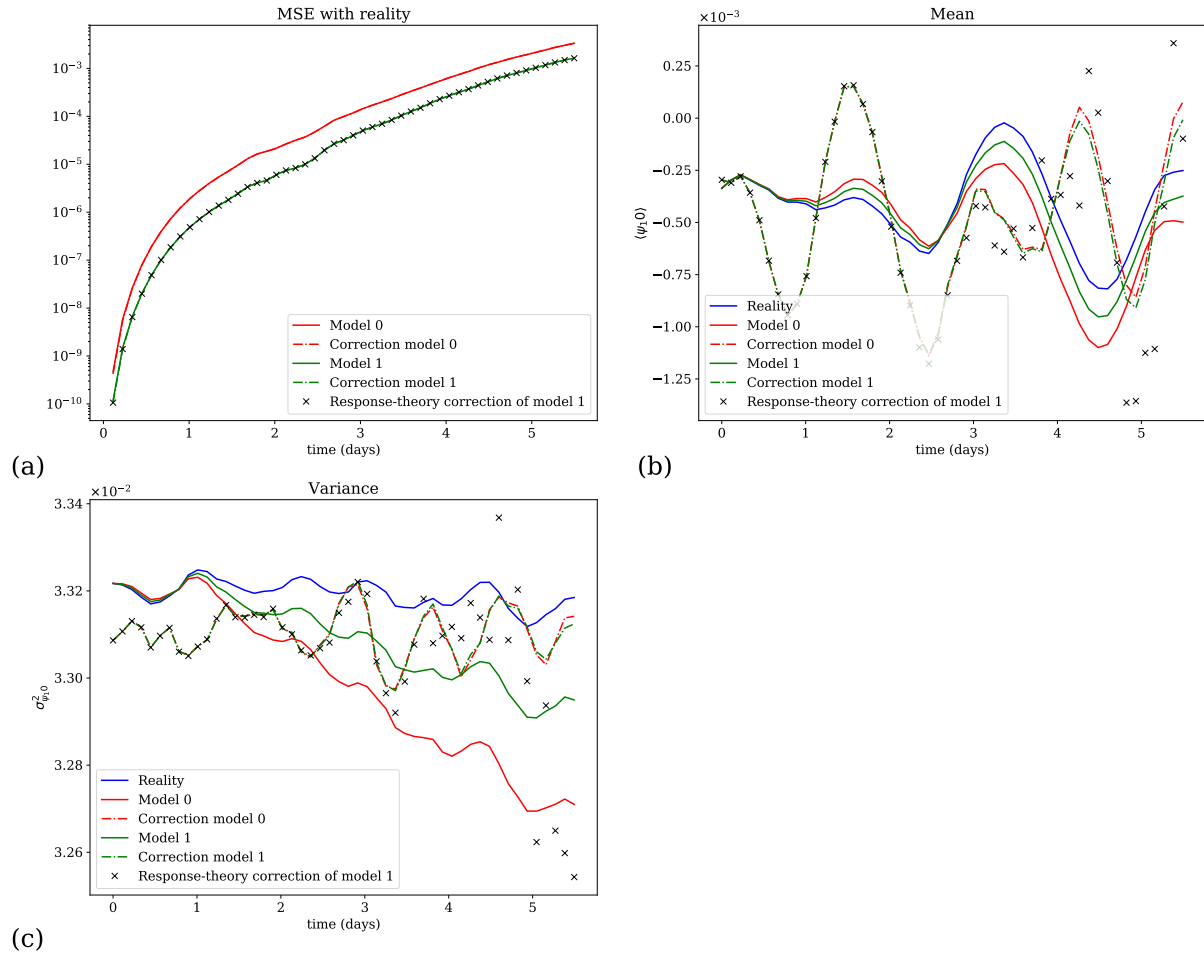 MSE with reality
10⁻³
10⁻⁴
10⁻⁵
10⁻⁶
10⁻⁷
10⁻⁸
10⁻⁹
10⁻¹⁰
Model 0
Correction model 0
Model 1
Correction model 1
Response-theory correction of model 1
0 1 2 3 4 5
time (days)
(a)
×10⁻³ Mean
0.25
0.00
−0.25
−0.50
−0.75
−1.00
−1.25
⟨ψ₁0⟩
Reality
Model 0
Correction model 0
Model 1
Correction model 1
Response-theory correction of model 1
0 1 2 3 4 5
time (days)
(b)
×10⁻² Variance
3.34
3.32
3.30
3.28
3.26
σ²ψ₁0
Reality
Model 0
Correction model 0
Model 1
Correction model 1
Response-theory correction of model 1
0 1 2 3 4 5
time (days)
(c)